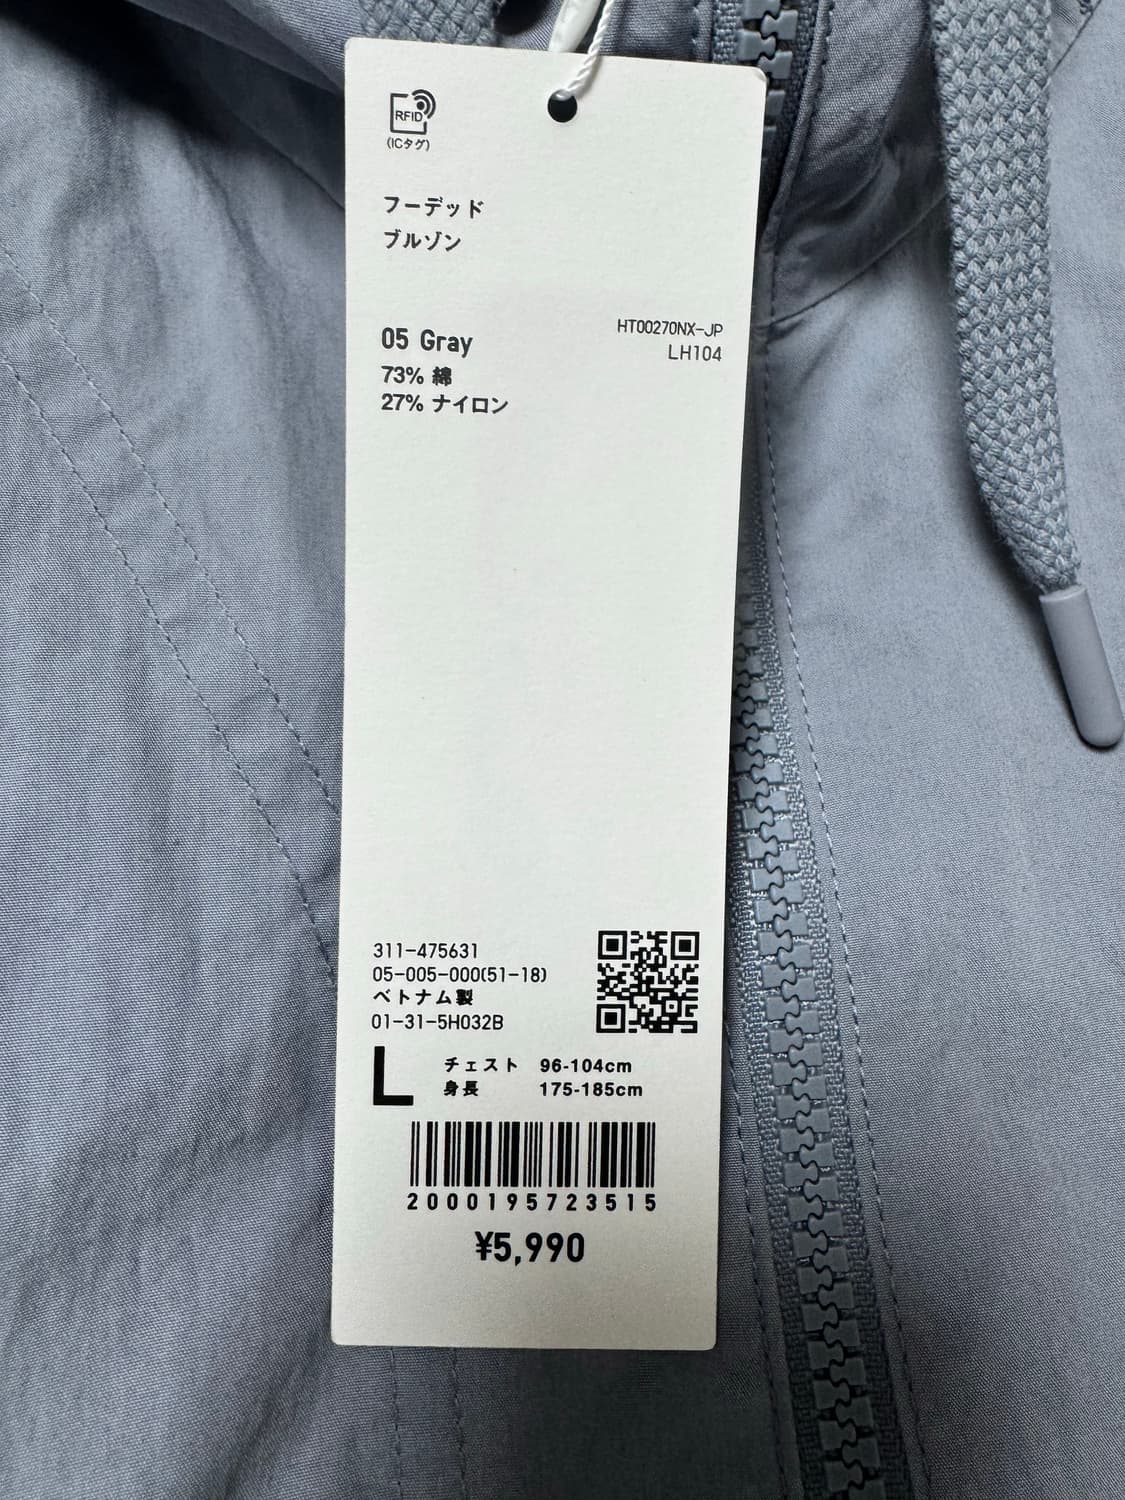 RFID
(ICタグ)
フーデッド
ブルゾン
HT00270NX-JP
LH104
05 Gray
73% 綿
27% ナイロン
311-475631
05-005-000(51-18)
ベトナム製
01-31-5H032B
L
チェスト 96-104cm
身長 175-185cm
2000195723515
¥5,990